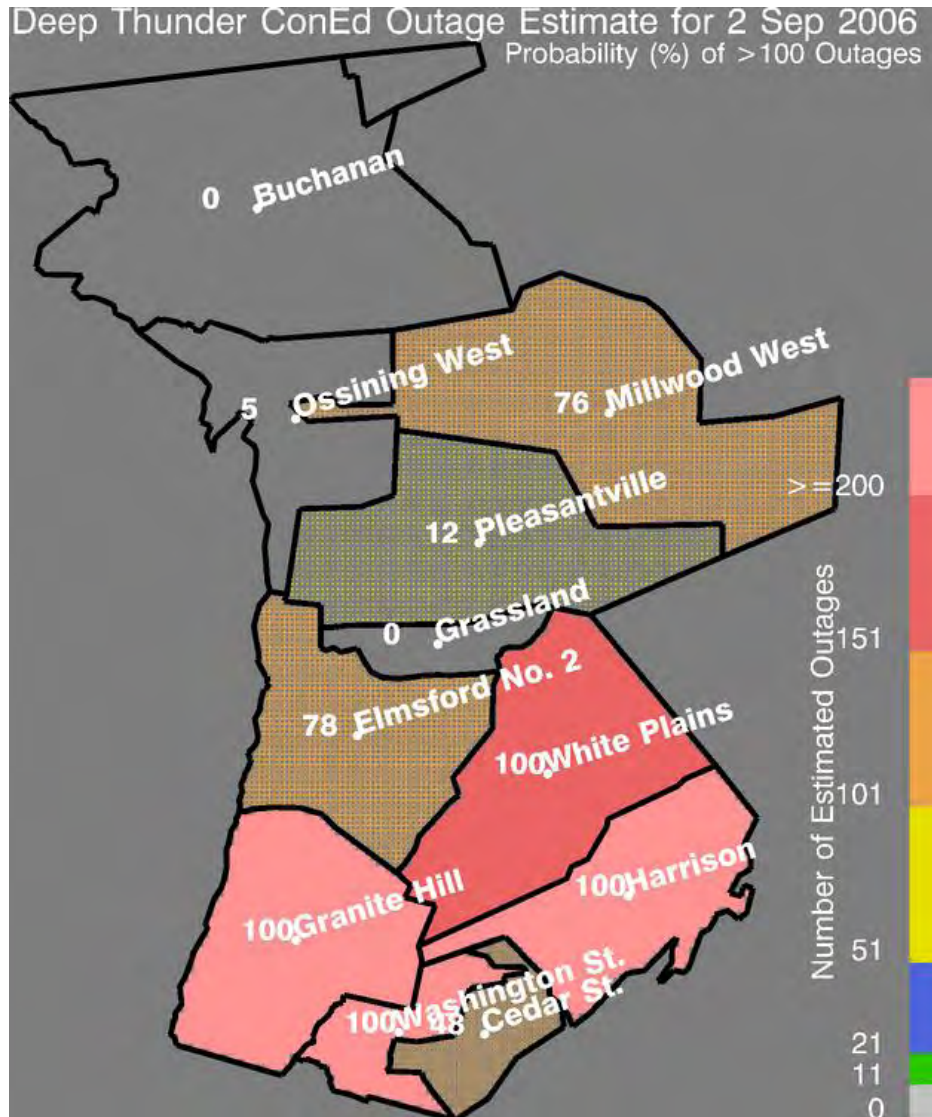 Deep Thunder ConEd Outage Estimate for 2 Sep 2006
Probability (%) of >100 Outages
0 Buchanan
5 Ossining West
76 Millwood West
12 Pleasantville
0 Grassland
78 Elmsford No. 2
100 White Plains
100 Harrison
100 Granite Hill
100 Washington St.
48 Cedar St.
Number of Estimated Outages
>=200
151
101
51
21
11
0